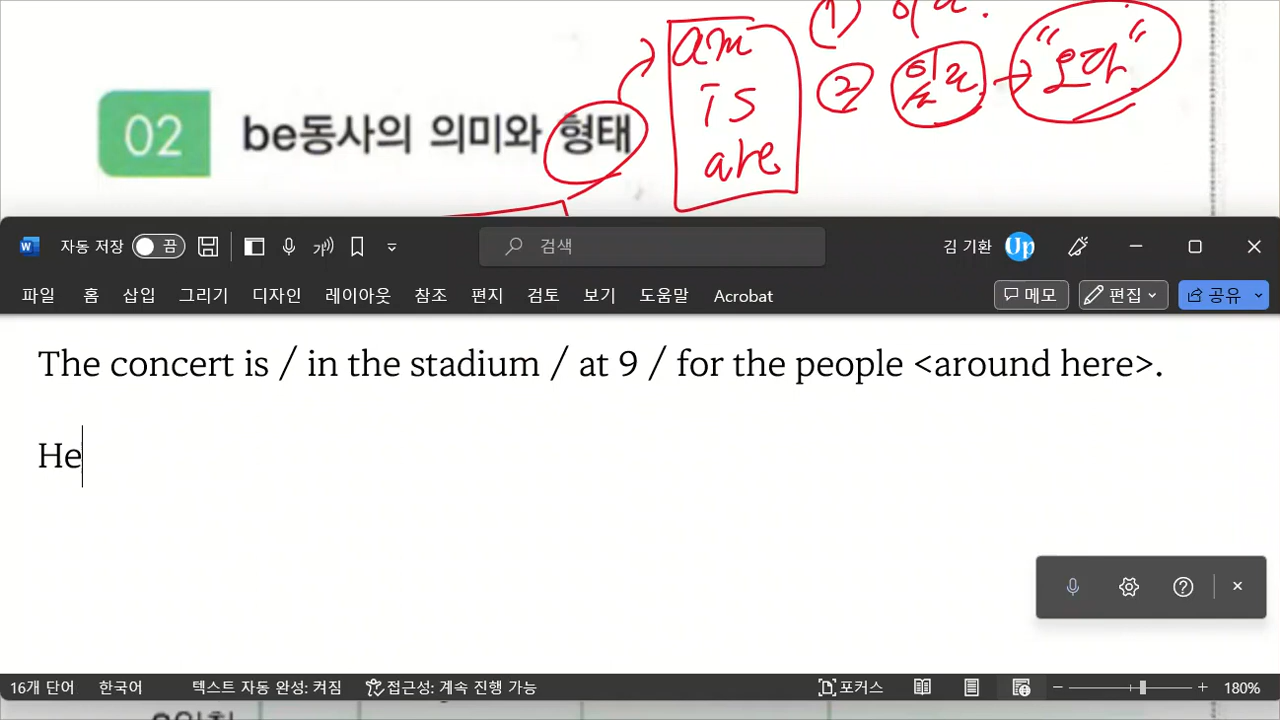 am ① 이다.
is ② 있음 → "오다"
are
02 be동사의 의미와 형태
자동 저장 끔 가)) 검색 김 기환 Up
파일 홈 삽입 그리기 디자인 레이아웃 참조 편지 검토 보기 도움말 Acrobat 메모 편집 공유
The concert is / in the stadium / at 9 / for the people <around here>.
He
16개 단어 한국어 텍스트 자동 완성: 켜짐 접근성: 계속 진행 가능 포커스 180%